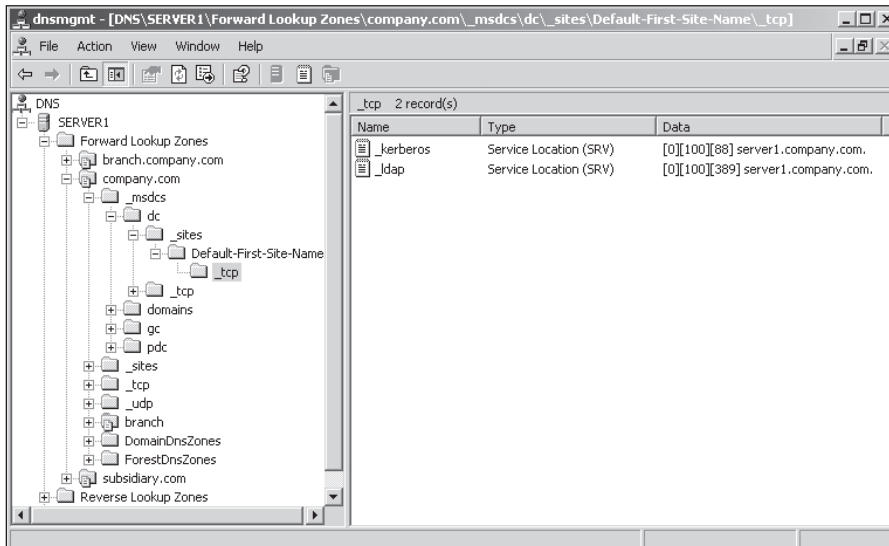 dnsmgmt - [DNS\SERVER1\Forward Lookup Zones\company.com\_msdcs\dc\_sites\Default-First-Site-Name\_tcp]
File Action View Window Help
DNS
SERVER1
Forward Lookup Zones
branch.company.com
company.com
_msdcs
dc
_sites
Default-First-Site-Name
_tcp
_tcp
domains
gc
pdc
_sites
_tcp
_udp
branch
DomainDnsZones
ForestDnsZones
subsidiary.com
Reverse Lookup Zones
_tcp 2 record(s)
Name Type Data
_kerberos Service Location (SRV) [0][100][88] server1.company.com.
_ldap Service Location (SRV) [0][100][389] server1.company.com.